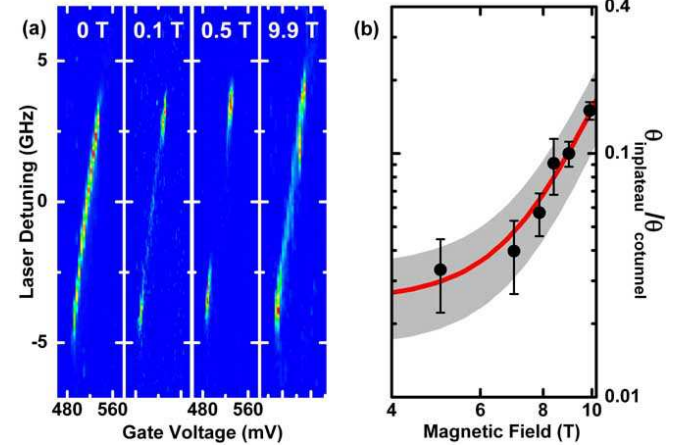 (a)
0 T
0.1 T
0.5 T
9.9 T
5
0
-5
Laser Detuning (GHz)
480
560
480
560
Gate Voltage (mV)
(b)
0.4
0.1
0.01
θinplateau/θcotunnel
4
6
8
10
Magnetic Field (T)